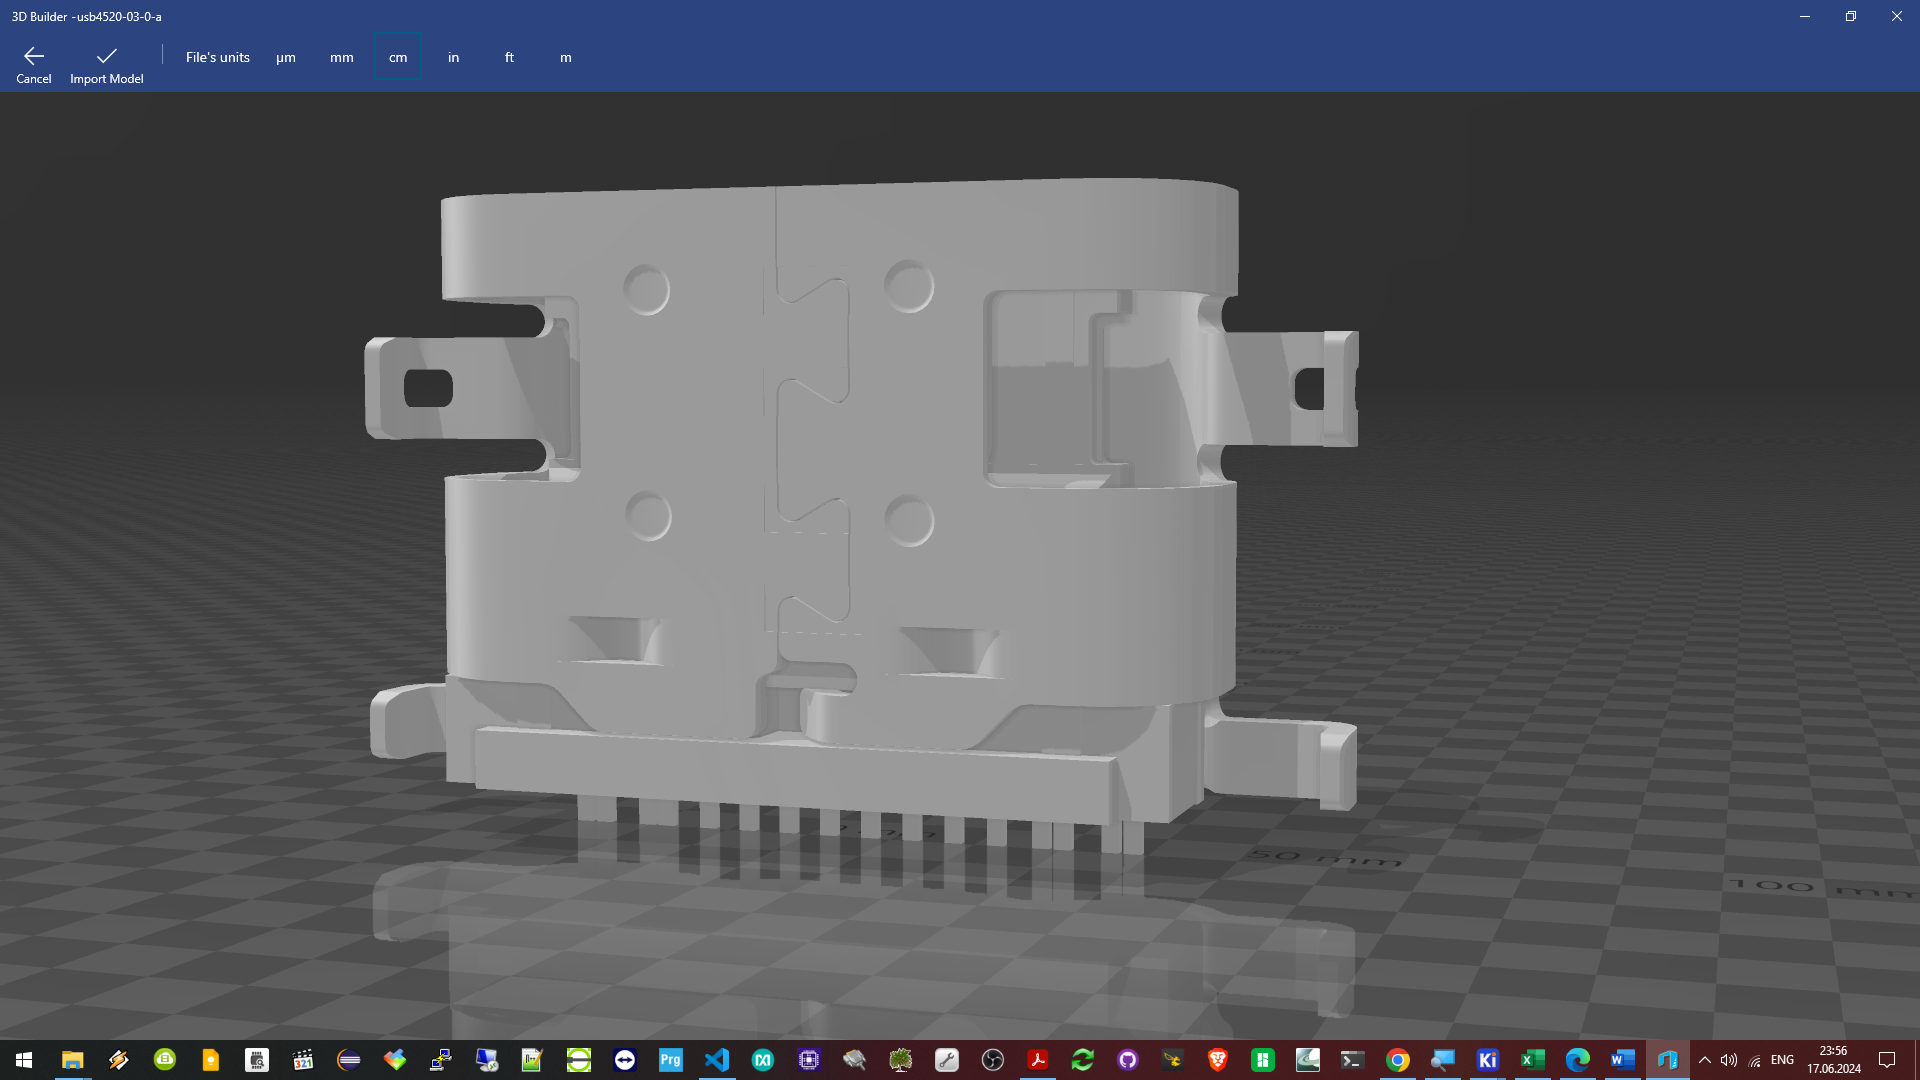 3D Builder -usb4520-03-0-a
Cancel
Import Model
File's units
µm
mm
cm
in
ft
m
50 mm
100 mm
321
Prg
Ki
ENG
23:56
17.06.2024